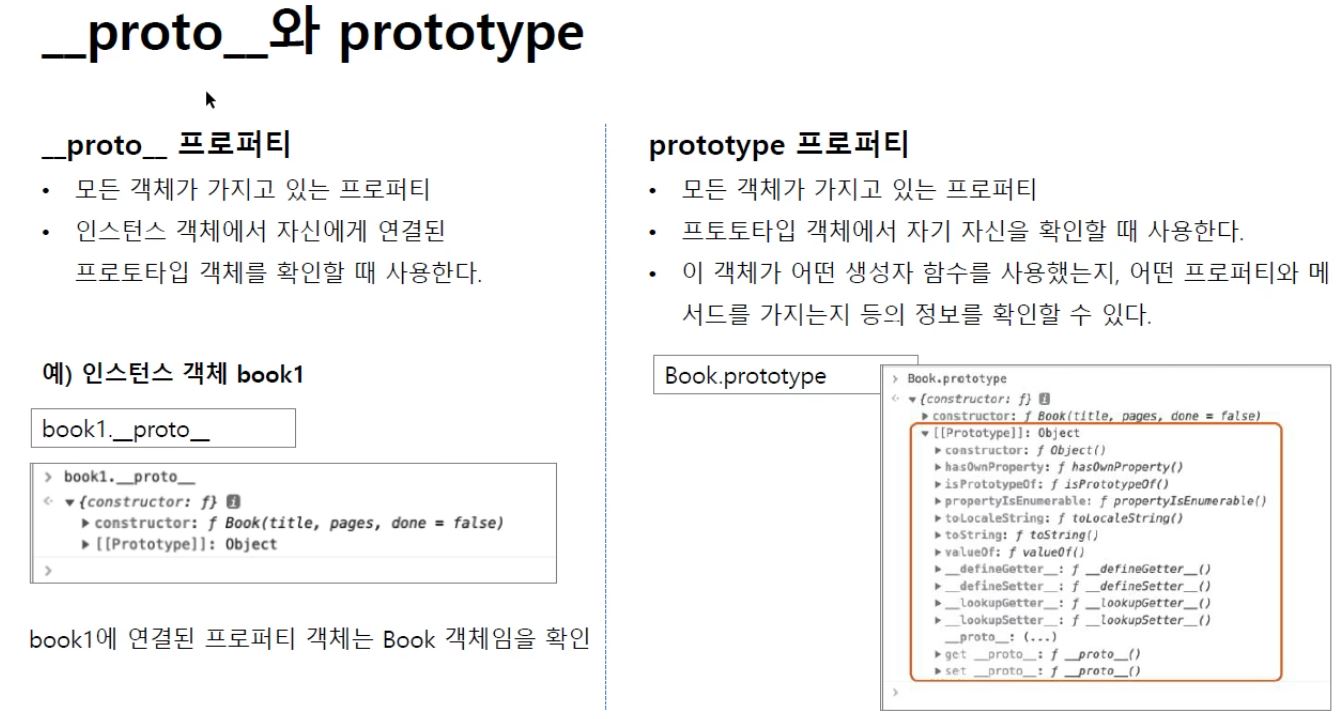 __proto__와 prototype
__proto__ 프로퍼티
• 모든 객체가 가지고 있는 프로퍼티
• 인스턴스 객체에서 자신에게 연결된
프로토타입 객체를 확인할 때 사용한다.
예) 인스턴스 객체 book1
book1.__proto__
> book1.__proto__
<· ▼{constructor: ƒ} i
▶constructor: ƒ Book(title, pages, done = false)
▶[[Prototype]]: Object
>
book1에 연결된 프로퍼티 객체는 Book 객체임을 확인
prototype 프로퍼티
• 모든 객체가 가지고 있는 프로퍼티
• 프토토타입 객체에서 자기 자신을 확인할 때 사용한다.
• 이 객체가 어떤 생성자 함수를 사용했는지, 어떤 프로퍼티와 메
서드를 가지는지 등의 정보를 확인할 수 있다.
Book.prototype
> Book.prototype
<· ▼{constructor: ƒ} i
▶constructor: ƒ Book(title, pages, done = false)
▼[[Prototype]]: Object
▶constructor: ƒ Object()
▶hasOwnProperty: ƒ hasOwnProperty()
▶isPrototypeOf: ƒ isPrototypeOf()
▶propertyIsEnumerable: ƒ propertyIsEnumerable()
▶toLocaleString: ƒ toLocaleString()
▶toString: ƒ toString()
▶valueOf: ƒ valueOf()
▶__defineGetter__: ƒ __defineGetter__()
▶__defineSetter__: ƒ __defineSetter__()
▶__lookupGetter__: ƒ __lookupGetter__()
▶__lookupSetter__: ƒ __lookupSetter__()
__proto__: (...)
▶get __proto__: ƒ __proto__()
▶set __proto__: ƒ __proto__()
>